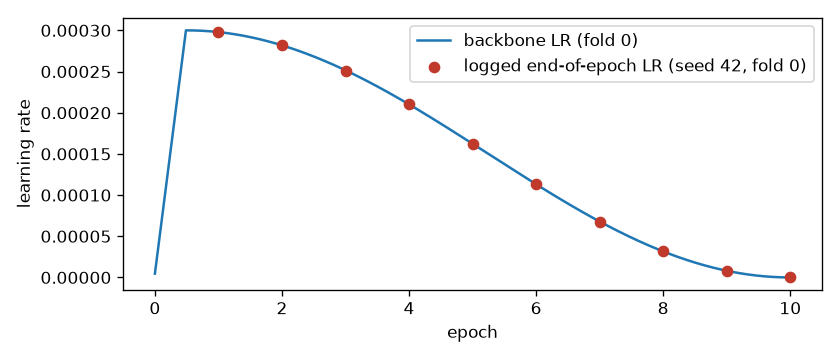 0.00030
0.00025
0.00020
0.00015
0.00010
0.00005
0.00000
learning rate
backbone LR (fold 0)
logged end-of-epoch LR (seed 42, fold 0)
0 2 4 6 8 10
epoch